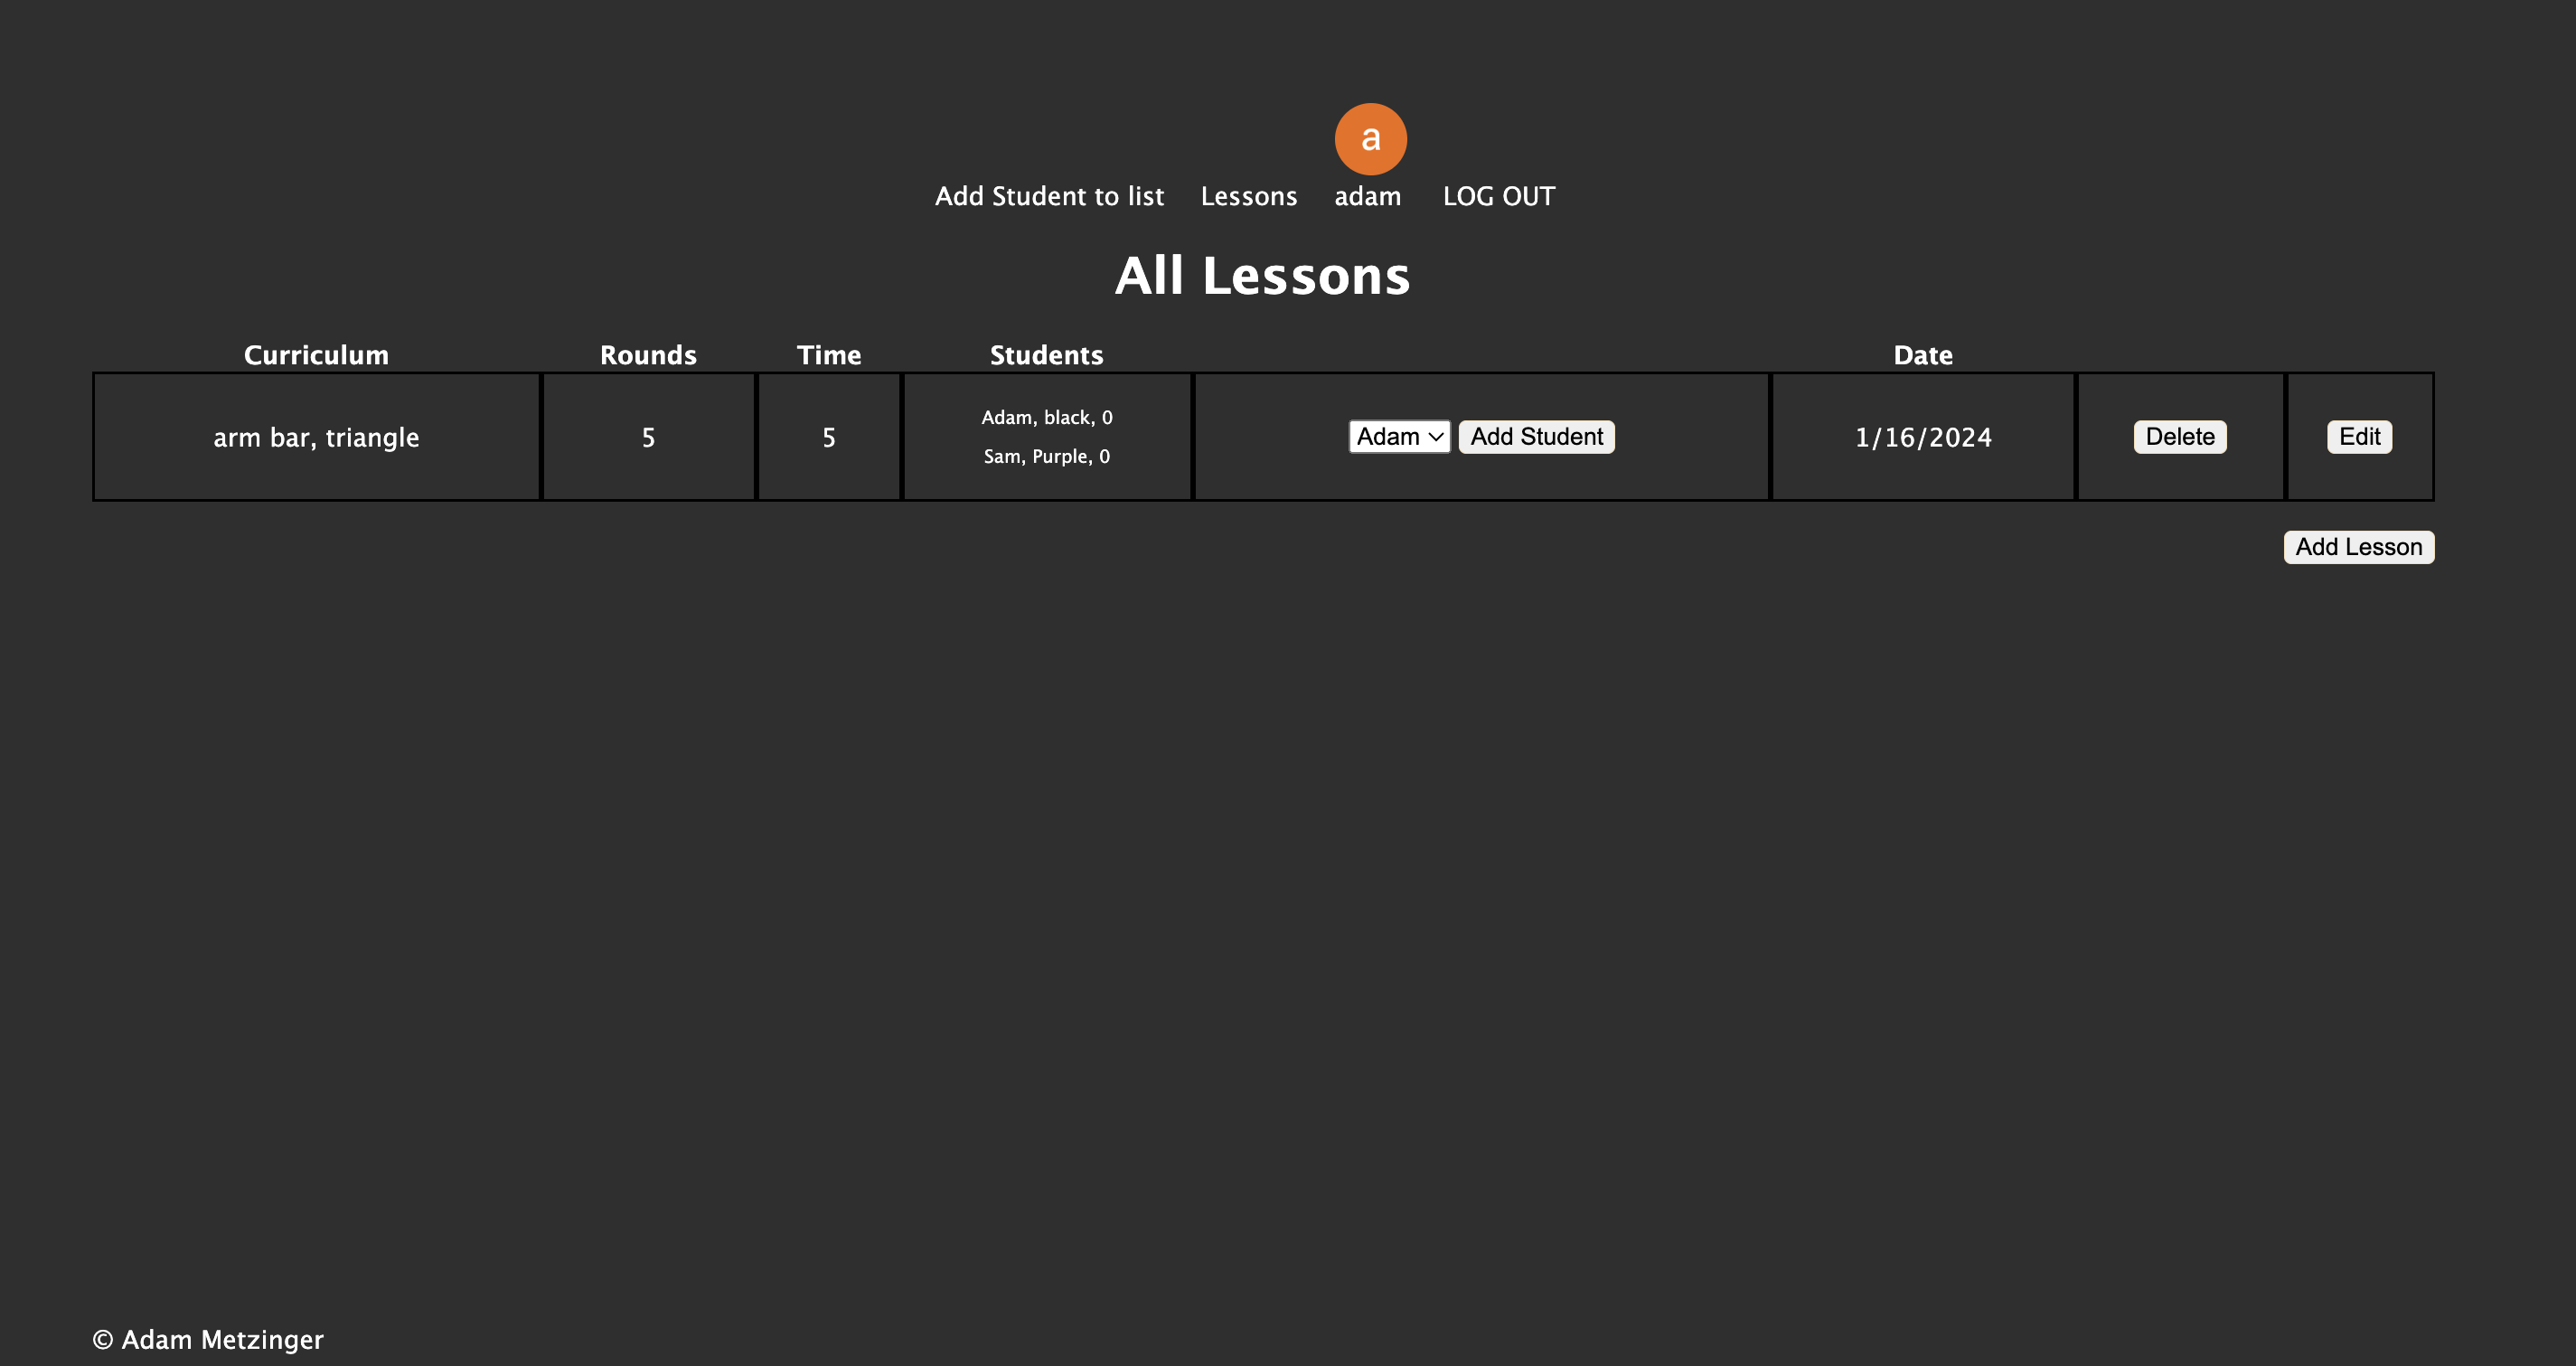 a
Add Student to list Lessons adam LOG OUT
All Lessons
Curriculum Rounds Time Students Date
arm bar, triangle 5 5 Adam, black, 0 Adam Add Student 1/16/2024 Delete Edit
Sam, Purple, 0
Add Lesson
© Adam Metzinger